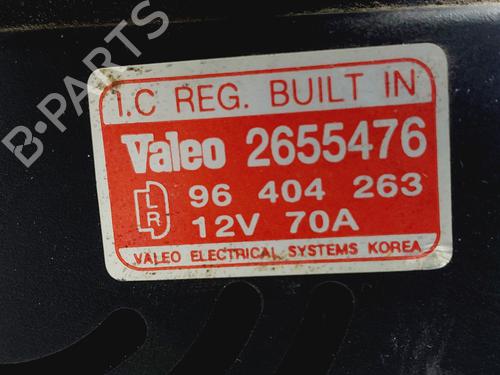 B-PARTS
I.C REG. BUILT IN
Valeo 2655476
LR 96 404 263
12V 70A
VALEO ELECTRICAL SYSTEMS KOREA